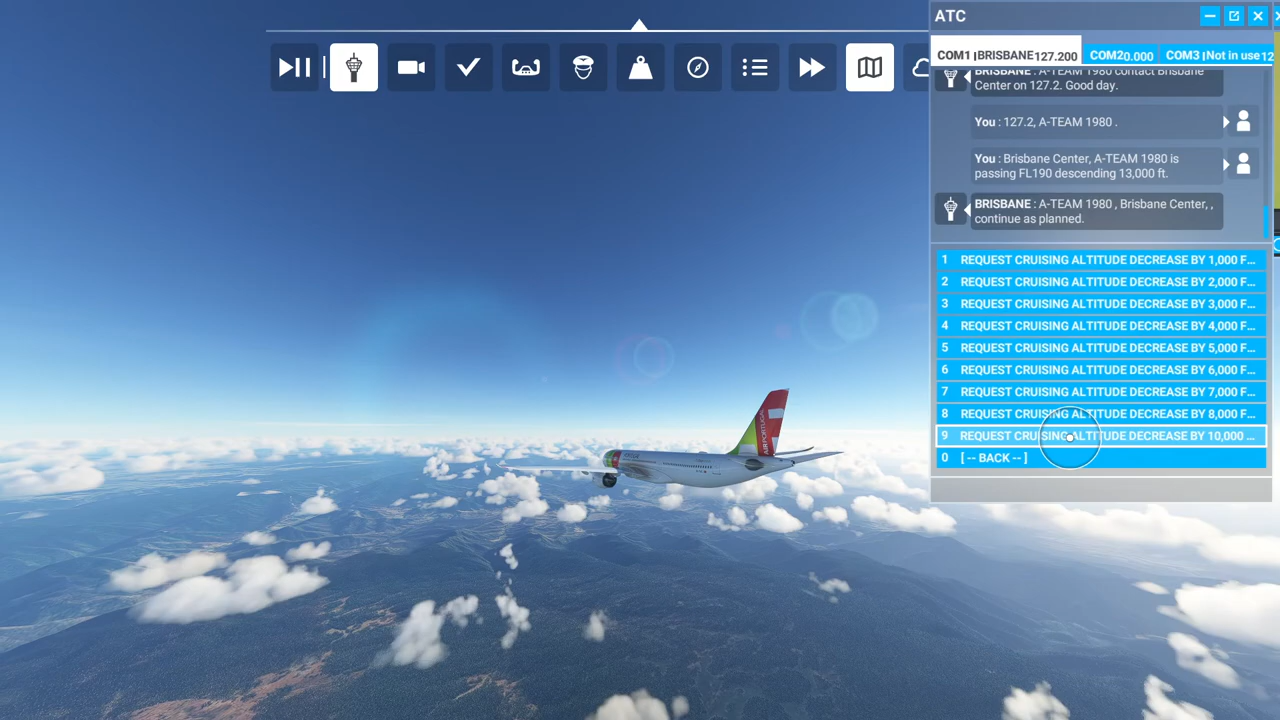 ATC
COM1 | BRISBANE 127.200
COM2 0.000
COM3 | Not in use 12
BRISBANE : A-TEAM 1980 contact Brisbane
Center on 127.2. Good day.
You : 127.2, A-TEAM 1980 .
You : Brisbane Center, A-TEAM 1980 is
passing FL190 descending 13,000 ft.
BRISBANE : A-TEAM 1980 , Brisbane Center, ,
continue as planned.
1 REQUEST CRUISING ALTITUDE DECREASE BY 1,000 F...
2 REQUEST CRUISING ALTITUDE DECREASE BY 2,000 F...
3 REQUEST CRUISING ALTITUDE DECREASE BY 3,000 F...
4 REQUEST CRUISING ALTITUDE DECREASE BY 4,000 F...
5 REQUEST CRUISING ALTITUDE DECREASE BY 5,000 F...
6 REQUEST CRUISING ALTITUDE DECREASE BY 6,000 F...
7 REQUEST CRUISING ALTITUDE DECREASE BY 7,000 F...
8 REQUEST CRUISING ALTITUDE DECREASE BY 8,000 F...
9 REQUEST CRUISING ALTITUDE DECREASE BY 10,000 ...
0 [ -- BACK -- ]
AIR PORTUGAL